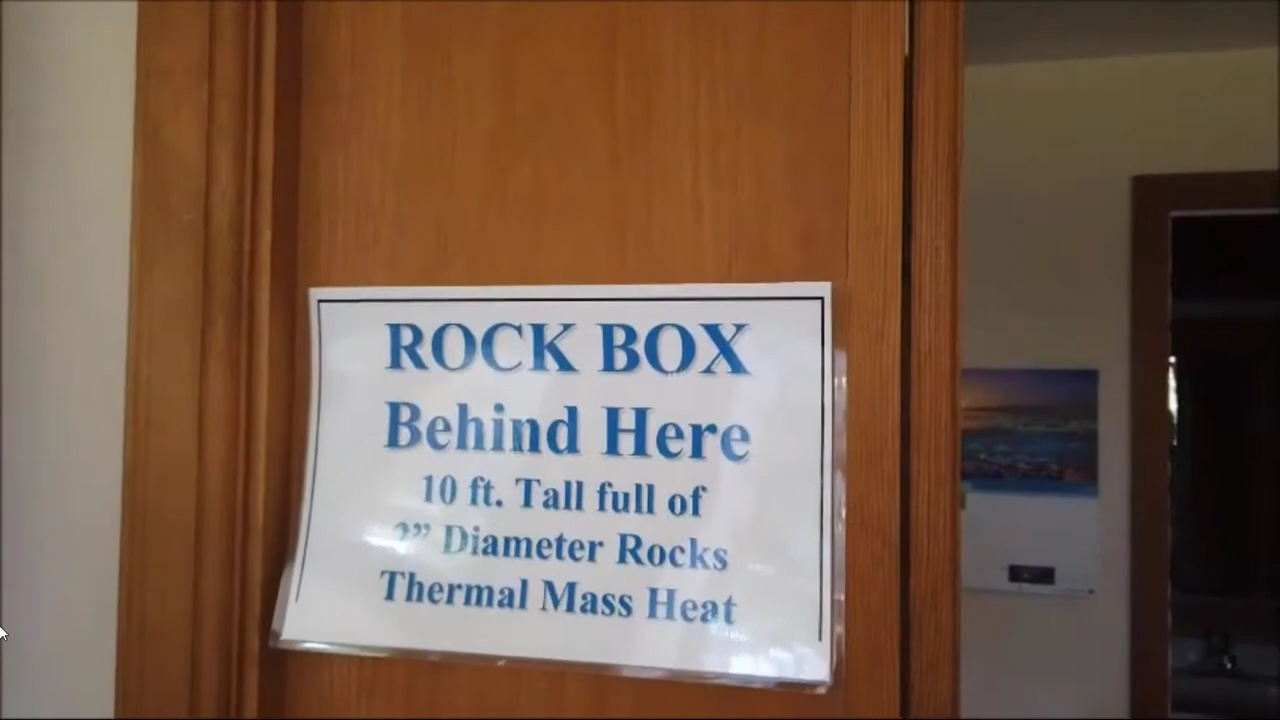 ROCK BOX
Behind Here
10 ft. Tall full of
Diameter Rocks
Thermal Mass Heat